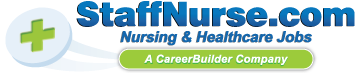 StaffNurse.com
Nursing & Healthcare Jobs
A CareerBuilder Company